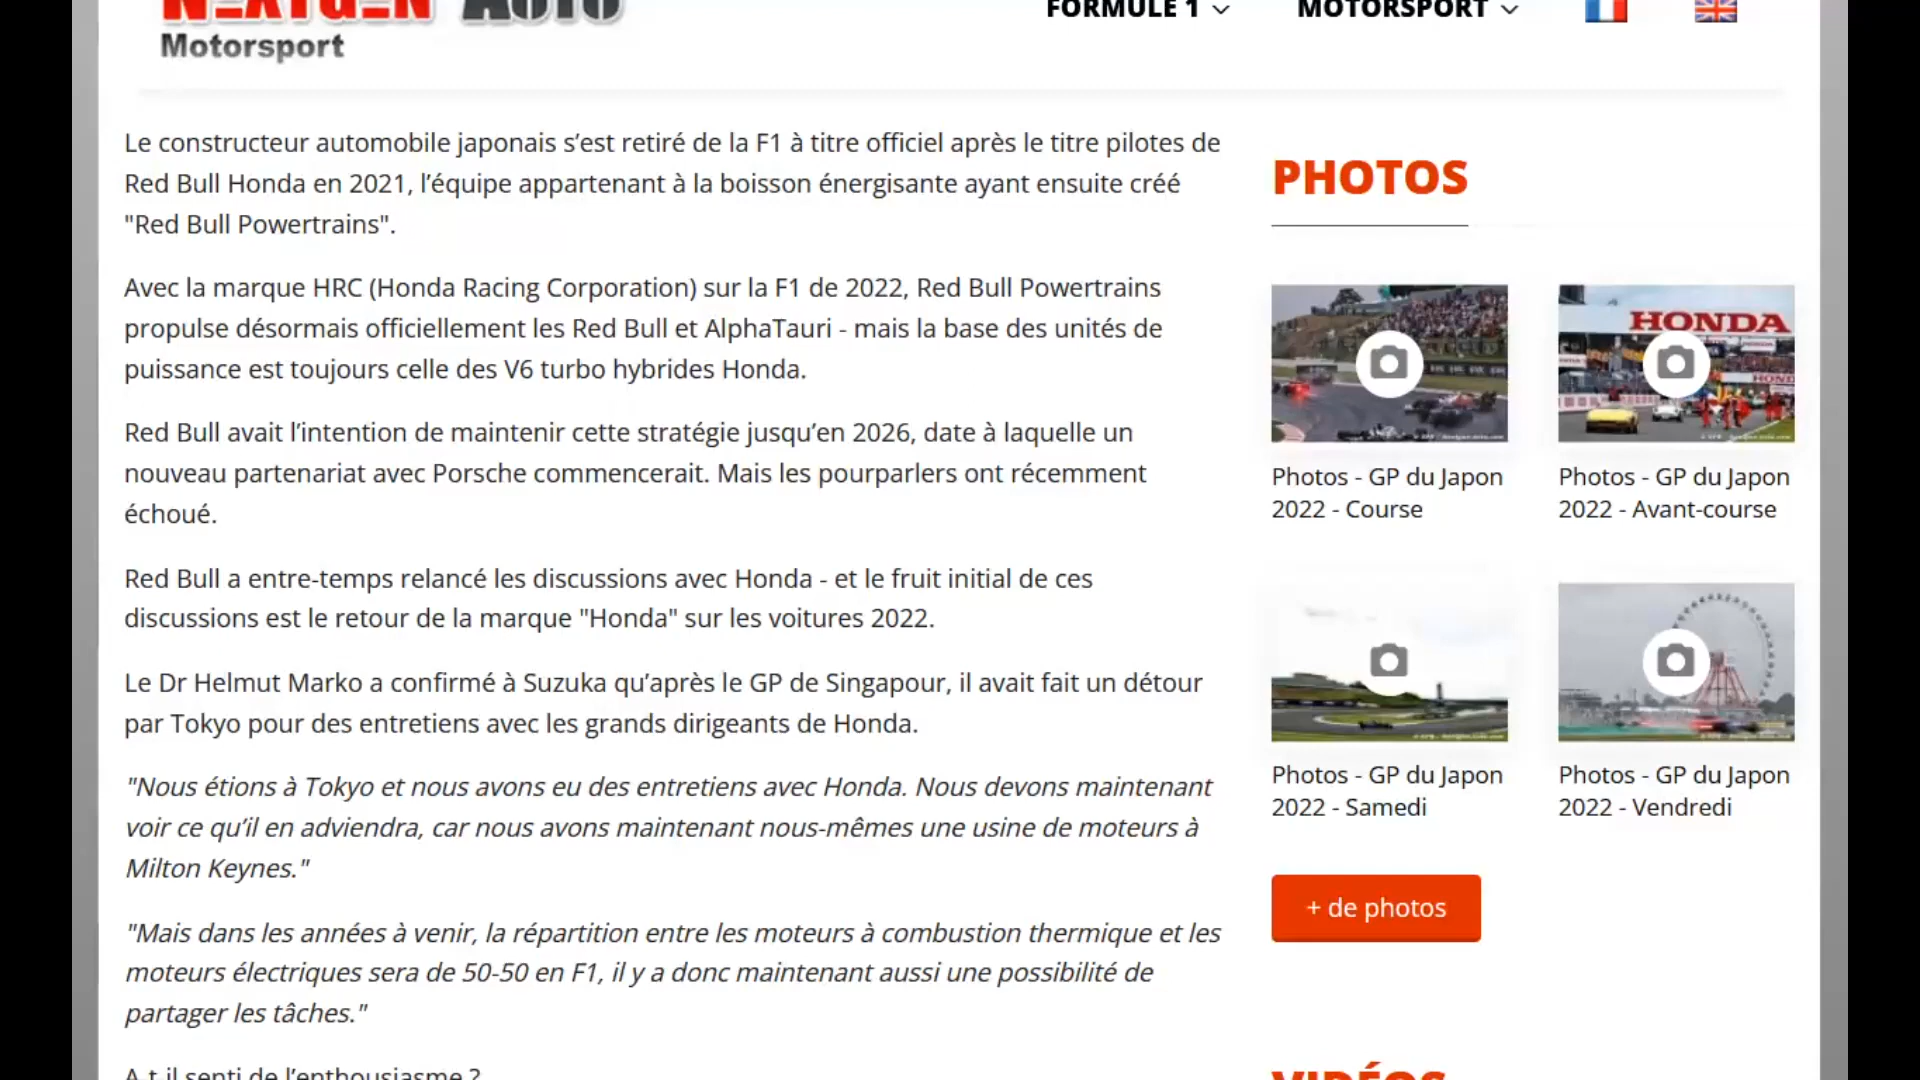 NEXTGEN AUTO
Motorsport
FORMULE 1
MOTORSPORT
Le constructeur automobile japonais s’est retiré de la F1 à titre officiel après le titre pilotes de
Red Bull Honda en 2021, l’équipe appartenant à la boisson énergisante ayant ensuite créé
"Red Bull Powertrains".
Avec la marque HRC (Honda Racing Corporation) sur la F1 de 2022, Red Bull Powertrains
propulse désormais officiellement les Red Bull et AlphaTauri - mais la base des unités de
puissance est toujours celle des V6 turbo hybrides Honda.
Red Bull avait l’intention de maintenir cette stratégie jusqu’en 2026, date à laquelle un
nouveau partenariat avec Porsche commencerait. Mais les pourparlers ont récemment
échoué.
Red Bull a entre-temps relancé les discussions avec Honda - et le fruit initial de ces
discussions est le retour de la marque "Honda" sur les voitures 2022.
Le Dr Helmut Marko a confirmé à Suzuka qu’après le GP de Singapour, il avait fait un détour
par Tokyo pour des entretiens avec les grands dirigeants de Honda.
"Nous étions à Tokyo et nous avons eu des entretiens avec Honda. Nous devons maintenant
voir ce qu’il en adviendra, car nous avons maintenant nous-mêmes une usine de moteurs à
Milton Keynes."
"Mais dans les années à venir, la répartition entre les moteurs à combustion thermique et les
moteurs électriques sera de 50-50 en F1, il y a donc maintenant aussi une possibilité de
partager les tâches."
A-t-il senti de l’enthousiasme ?
PHOTOS
HONDA
HONDA
Photos - GP du Japon
2022 - Course
Photos - GP du Japon
2022 - Avant-course
Photos - GP du Japon
2022 - Samedi
Photos - GP du Japon
2022 - Vendredi
+ de photos
VIDÉOS